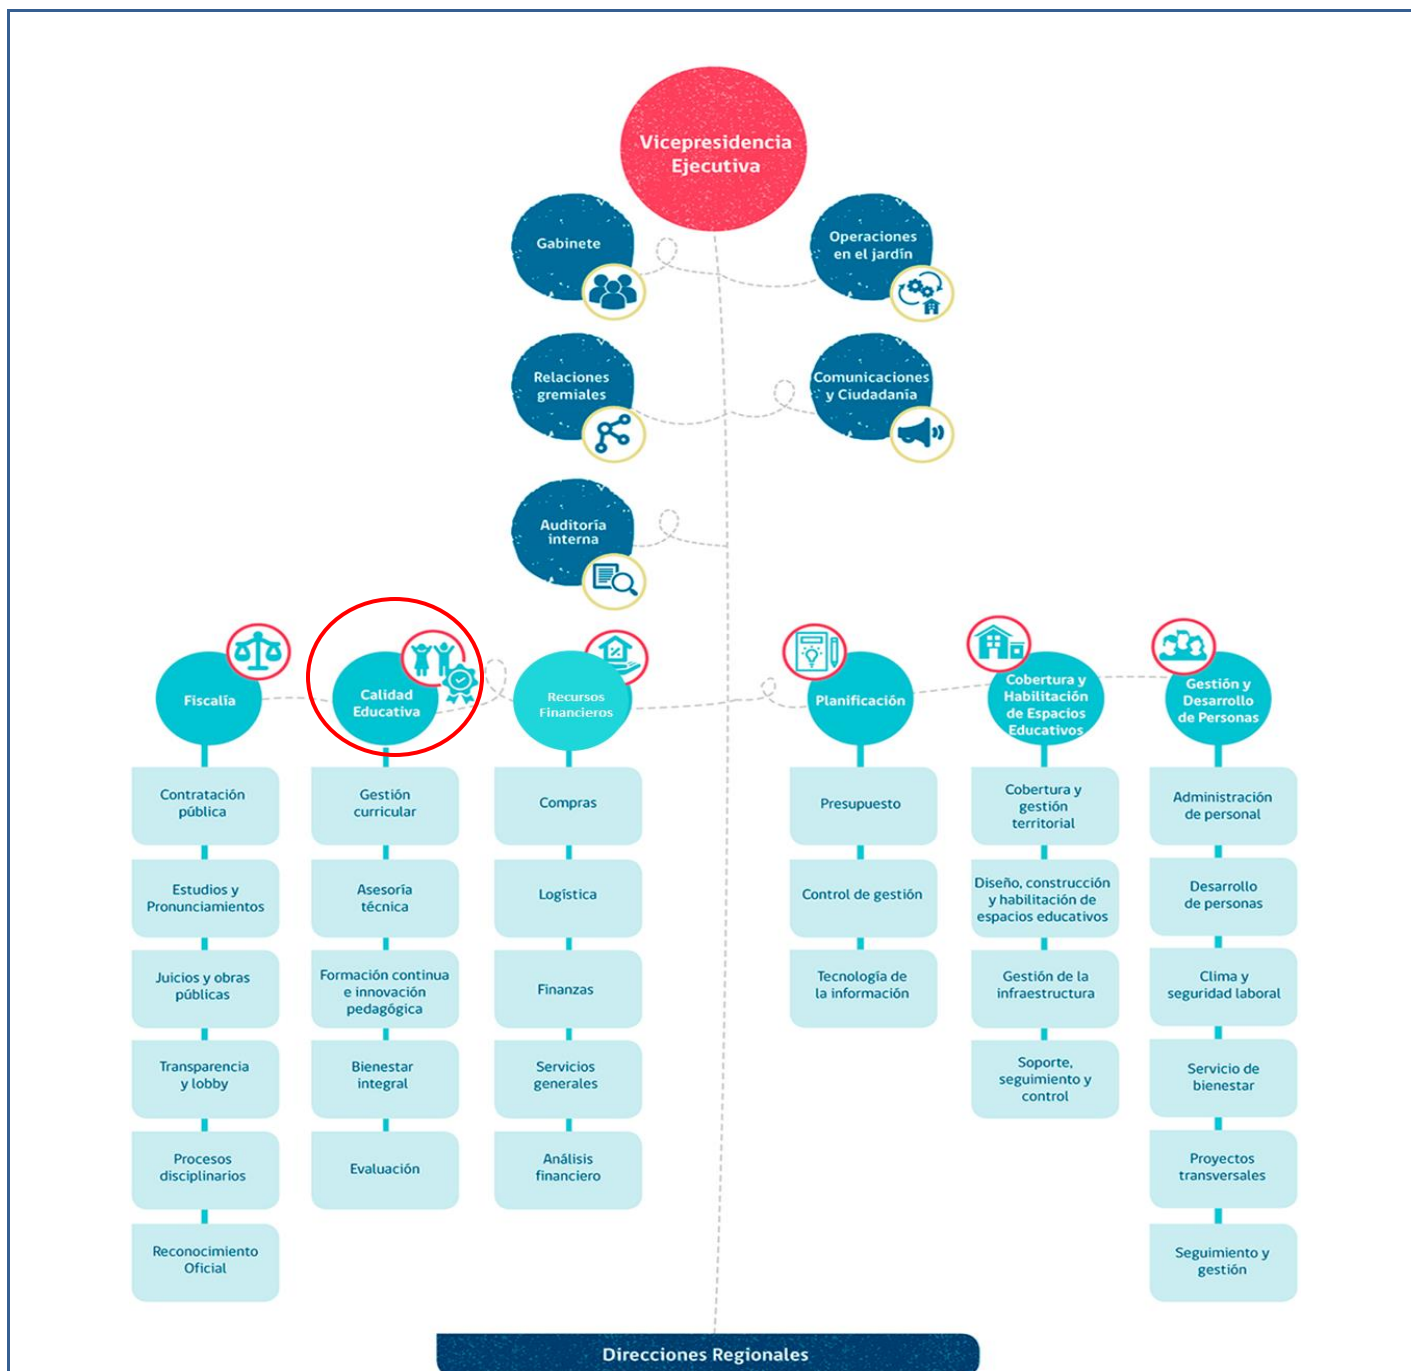 Vicepresidencia
Ejecutiva
Gabinete
Operaciones
en el jardín
Relaciones
gremiales
Comunicaciones
y Ciudadanía
Auditoría
interna
Fiscalía
Contratación
pública
Estudios y
Pronunciamientos
Juicios y obras
públicas
Transparencia
y lobby
Procesos
disciplinarios
Reconocimiento
Oficial
Calidad
Educativa
Gestión
curricular
Asesoría
técnica
Formación continua
e innovación
pedagógica
Bienestar
integral
Evaluación
Recursos
Financieros
Compras
Logística
Finanzas
Servicios
generales
Análisis
financiero
Planificación
Presupuesto
Control de gestión
Tecnología de
la información
Cobertura y
Habilitación
de Espacios
Educativos
Cobertura y
gestión
territorial
Diseño, construcción
y habilitación de
espacios educativos
Gestión de la
infraestructura
Soporte,
seguimiento y
control
Gestión y
Desarrollo
de Personas
Administración
de personal
Desarrollo
de personas
Clima y
seguridad laboral
Servicio de
bienestar
Proyectos
transversales
Seguimiento y
gestión
Direcciones Regionales